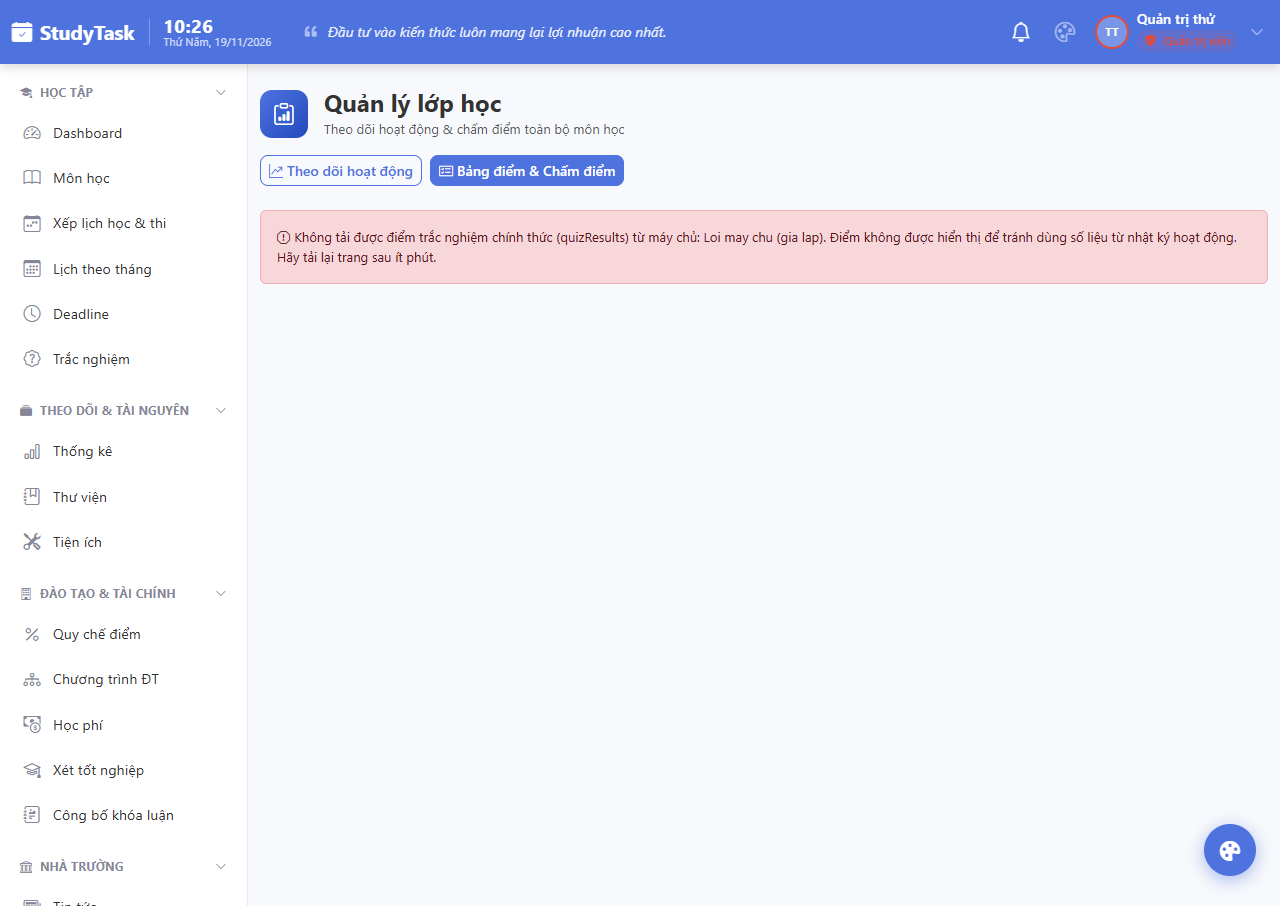 StudyTask
10:26
Thứ Năm, 19/11/2026
Đầu tư vào kiến thức luôn mang lại lợi nhuận cao nhất.
TT
Quản trị thử
Quản trị viên
HỌC TẬP
Dashboard
Môn học
Xếp lịch học & thi
Lịch theo tháng
Deadline
Trắc nghiệm
THEO DÕI & TÀI NGUYÊN
Thống kê
Thư viện
Tiện ích
ĐÀO TẠO & TÀI CHÍNH
Quy chế điểm
Chương trình ĐT
Học phí
Xét tốt nghiệp
Công bố khóa luận
NHÀ TRƯỜNG
Tin tức
Quản lý lớp học
Theo dõi hoạt động & chấm điểm toàn bộ môn học
Theo dõi hoạt động
Bảng điểm & Chấm điểm
Không tải được điểm trắc nghiệm chính thức (quizResults) từ máy chủ: Loi may chu (gia lap). Điểm không được hiển thị để tránh dùng số liệu từ nhật ký hoạt động.
Hãy tải lại trang sau ít phút.